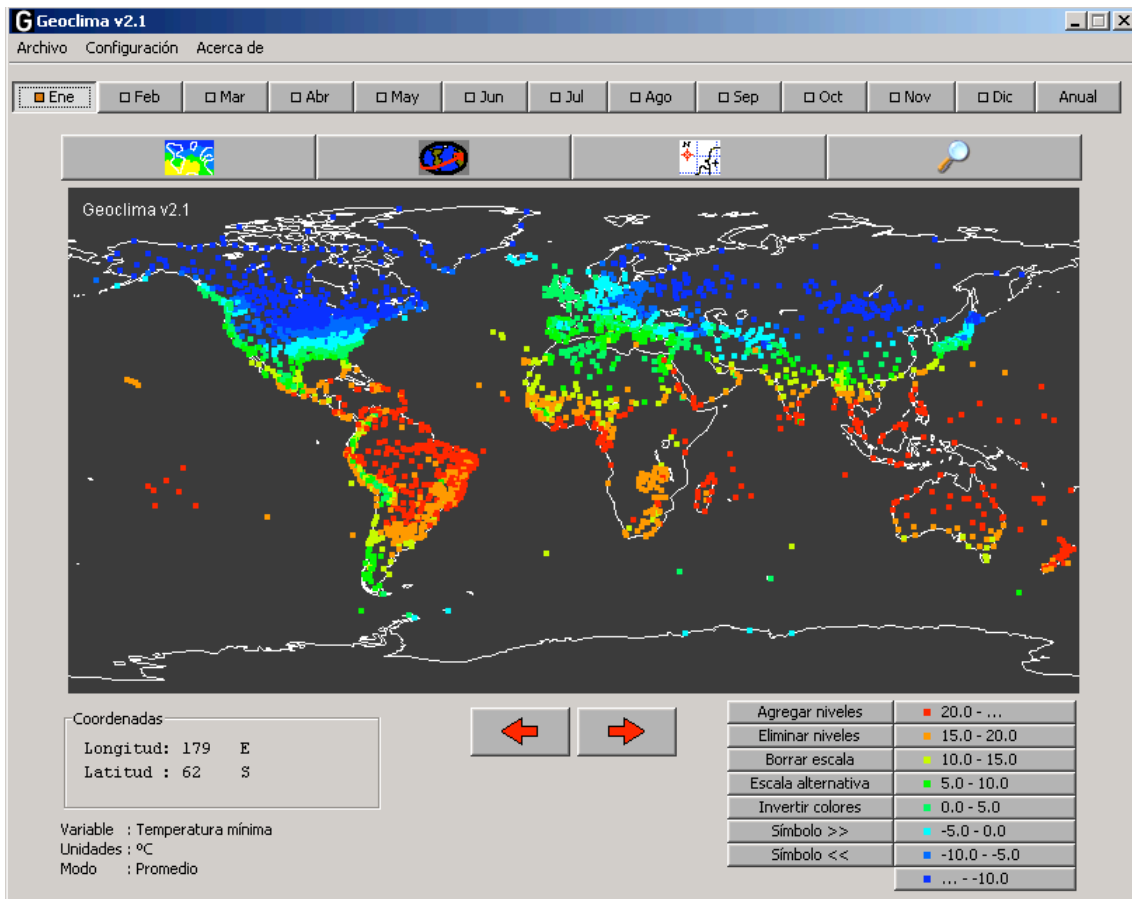 Geoclima v2.1
Archivo Configuración Acerca de
Ene Feb Mar Abr May Jun Jul Ago Sep Oct Nov Dic Anual
Geoclima v2.1
Coordenadas
Longitud: 179 E
Latitud : 62 S
Variable : Temperatura mínima
Unidades : ºC
Modo : Promedio
Agregar niveles 20.0 - ...
Eliminar niveles 15.0 - 20.0
Borrar escala 10.0 - 15.0
Escala alternativa 5.0 - 10.0
Invertir colores 0.0 - 5.0
Símbolo >> -5.0 - 0.0
Símbolo << -10.0 - -5.0
... - -10.0